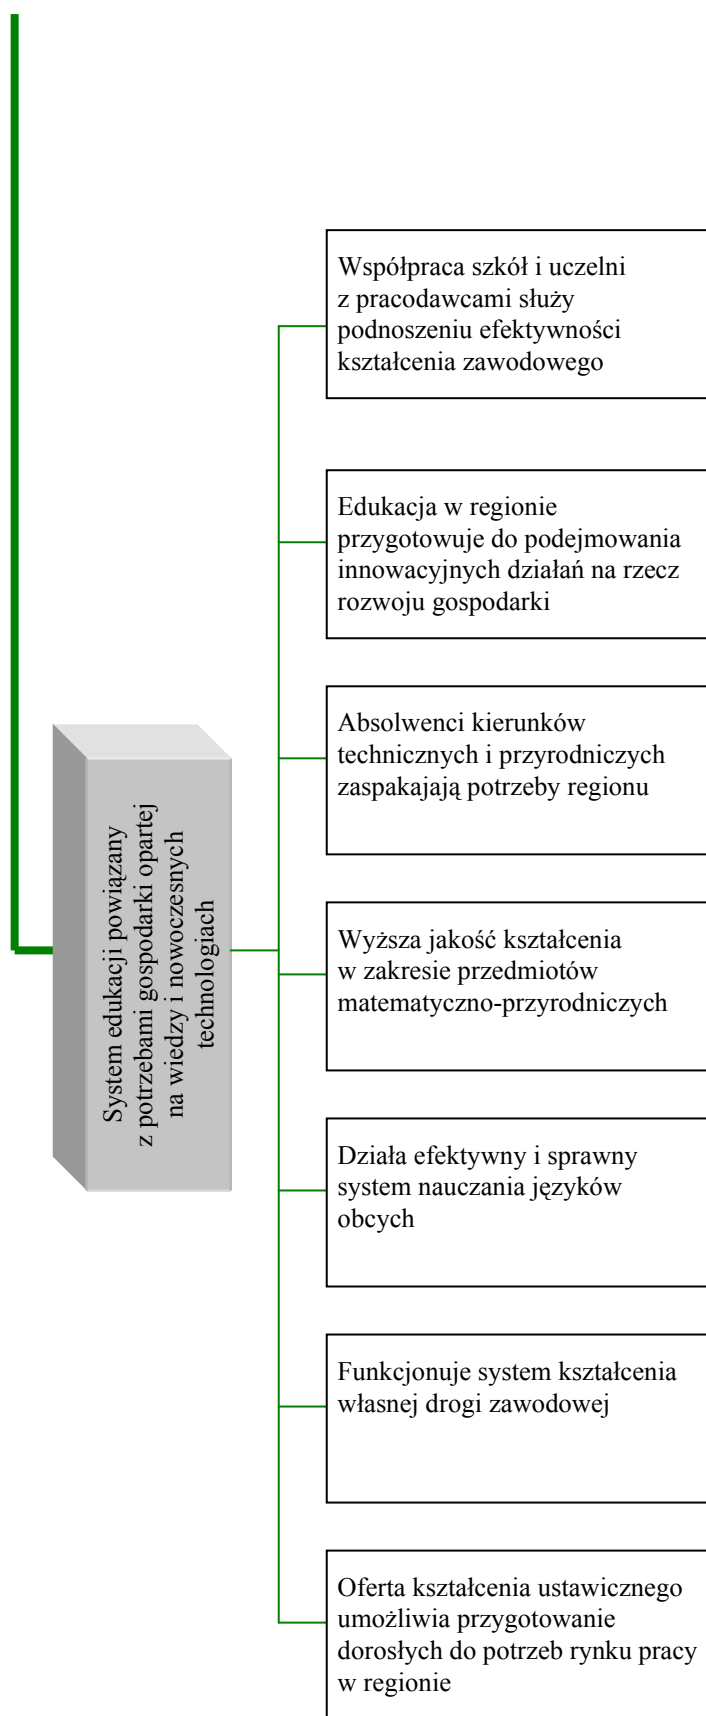 Współpraca szkół i uczelni
z pracodawcami służy
podnoszeniu efektywności
kształcenia zawodowego
Edukacja w regionie
przygotowuje do podejmowania
innowacyjnych działań na rzecz
rozwoju gospodarki
Absolwenci kierunków
technicznych i przyrodniczych
zaspakajają potrzeby regionu
System edukacji powiązany
z potrzebami gospodarki opartej
na wiedzy i nowoczesnych
technologiach
Wyższa jakość kształcenia
w zakresie przedmiotów
matematyczno-przyrodniczych
Działa efektywny i sprawny
system nauczania języków
obcych
Funkcjonuje system kształcenia
własnej drogi zawodowej
Oferta kształcenia ustawicznego
umożliwia przygotowanie
dorosłych do potrzeb rynku pracy
w regionie